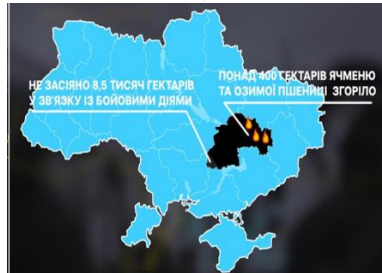 НЕ ЗАСІЯНО 8,5 ТИСЯЧ ГЕКТАРІВ
У ЗВ'ЯЗКУ ІЗ БОЙОВИМИ ДІЯМИ
ПОНАД 400 ГЕКТАРІВ ЯЧМЕНЮ
ТА ОЗИМОЇ ПШЕНИЦІ ЗГОРІЛО